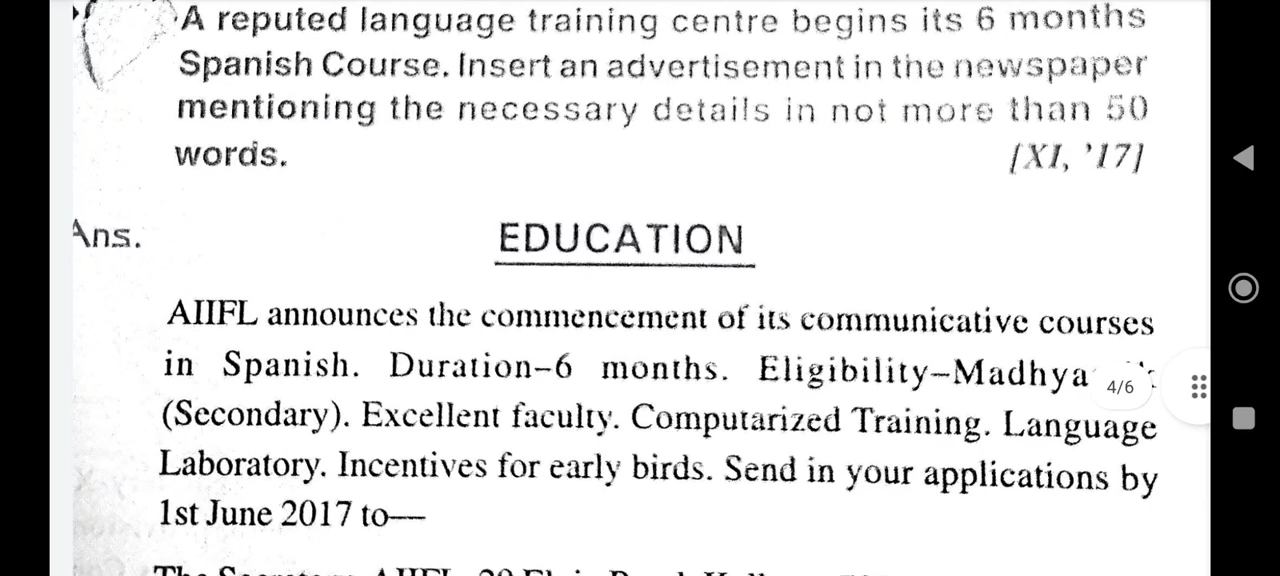 A reputed language training centre begins its 6 months
Spanish Course. Insert an advertisement in the newspaper
mentioning the necessary details in not more than 50
words. [XI, '17]
Ans. EDUCATION
AIIFL announces the commencement of its communicative courses
in Spanish. Duration–6 months. Eligibility–Madhya
4/6
(Secondary). Excellent faculty. Computarized Training. Language
Laboratory. Incentives for early birds. Send in your applications by
1st June 2017 to—